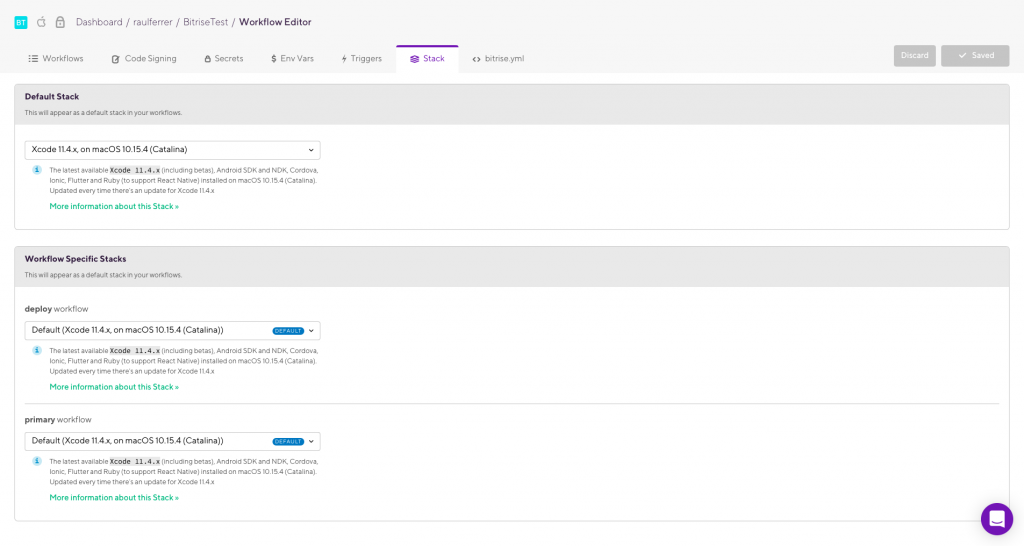 BT Dashboard / raulferrer / BitriseTest / Workflow Editor
Workflows Code Signing Secrets $ Env Vars Triggers Stack <> bitrise.yml Discard Saved
Default Stack
This will appear as a default stack in your workflows.
Xcode 11.4.x, on macOS 10.15.4 (Catalina)
i The latest available Xcode 11.4.x (including betas), Android SDK and NDK, Cordova,
Ionic, Flutter and Ruby (to support React Native) installed on macOS 10.15.4 (Catalina).
Updated every time there's an update for Xcode 11.4.x
More information about this Stack »
Workflow Specific Stacks
This will appear as a default stack in your workflows.
deploy workflow
Default (Xcode 11.4.x, on macOS 10.15.4 (Catalina)) DEFAULT
i The latest available Xcode 11.4.x (including betas), Android SDK and NDK, Cordova,
Ionic, Flutter and Ruby (to support React Native) installed on macOS 10.15.4 (Catalina).
Updated every time there's an update for Xcode 11.4.x
More information about this Stack »
primary workflow
Default (Xcode 11.4.x, on macOS 10.15.4 (Catalina)) DEFAULT
i The latest available Xcode 11.4.x (including betas), Android SDK and NDK, Cordova,
Ionic, Flutter and Ruby (to support React Native) installed on macOS 10.15.4 (Catalina).
Updated every time there's an update for Xcode 11.4.x
More information about this Stack »